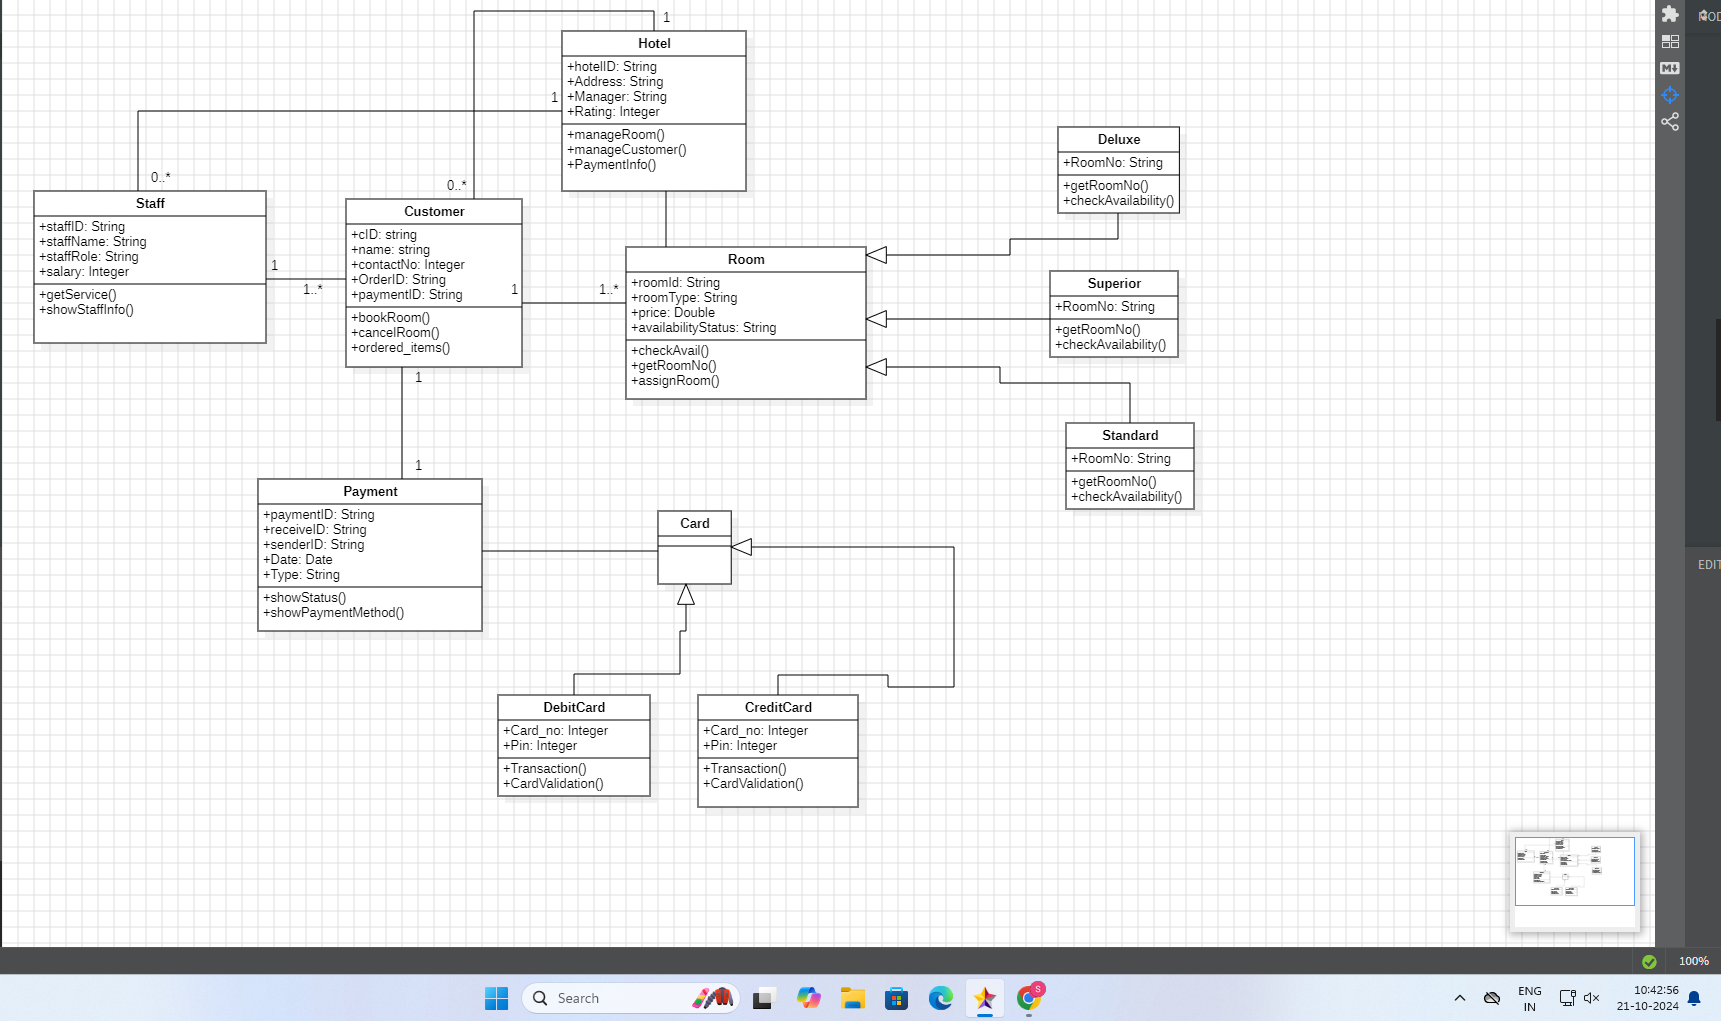 1
Hotel
+hotelID: String
+Address: String
+Manager: String
+Rating: Integer
+manageRoom()
+manageCustomer()
+PaymentInfo()
1
0..*
0..*
Staff
+staffID: String
+staffName: String
+staffRole: String
+salary: Integer
+getService()
+showStaffInfo()
1
1..*
Customer
+cID: string
+name: string
+contactNo: Integer
+OrderID: String
+paymentID: String
+bookRoom()
+cancelRoom()
+ordered_items()
1
1..*
Room
+roomId: String
+roomType: String
+price: Double
+availabilityStatus: String
+checkAvail()
+getRoomNo()
+assignRoom()
Deluxe
+RoomNo: String
+getRoomNo()
+checkAvailability()
Superior
+RoomNo: String
+getRoomNo()
+checkAvailability()
Standard
+RoomNo: String
+getRoomNo()
+checkAvailability()
1
1
Payment
+paymentID: String
+receiveID: String
+senderID: String
+Date: Date
+Type: String
+showStatus()
+showPaymentMethod()
Card
DebitCard
+Card_no: Integer
+Pin: Integer
+Transaction()
+CardValidation()
CreditCard
+Card_no: Integer
+Pin: Integer
+Transaction()
+CardValidation()
M
EDIT
100%
Search
S
ENG
IN
10:42:56
21-10-2024